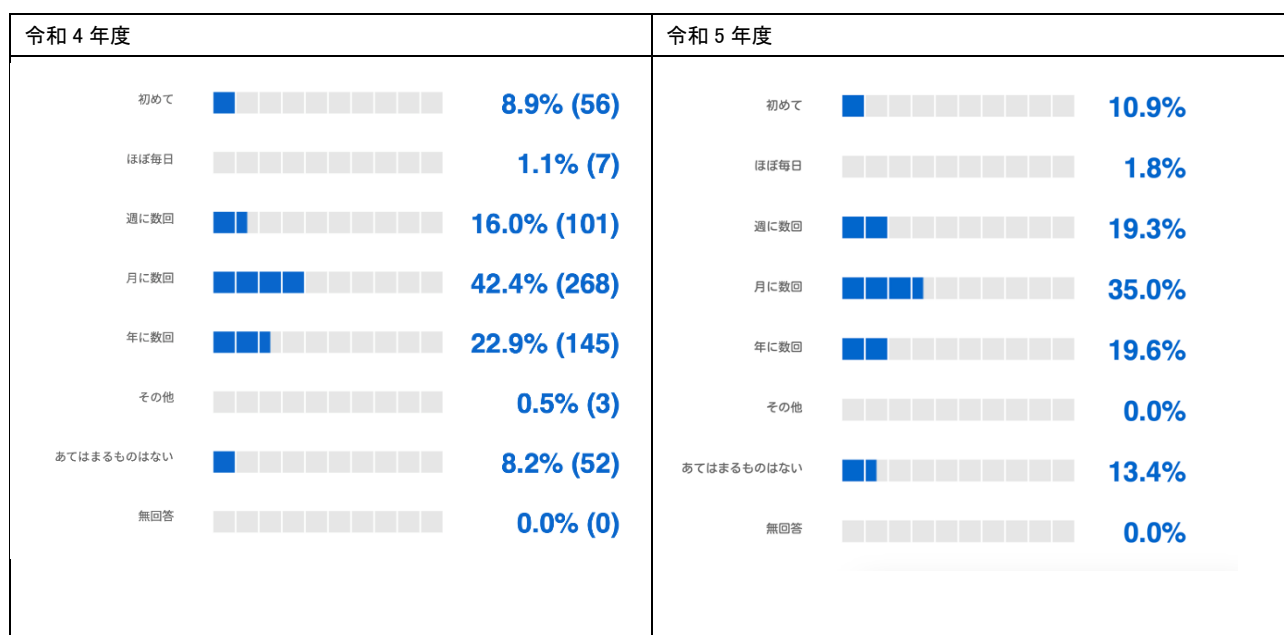 令和４年度
初めて 8.9% (56)
ほぼ毎日 1.1% (7)
週に数回 16.0% (101)
月に数回 42.4% (268)
年に数回 22.9% (145)
その他 0.5% (3)
あてはまるものはない 8.2% (52)
無回答 0.0% (0)
令和５年度
初めて 10.9%
ほぼ毎日 1.8%
週に数回 19.3%
月に数回 35.0%
年に数回 19.6%
その他 0.0%
あてはまるものはない 13.4%
無回答 0.0%